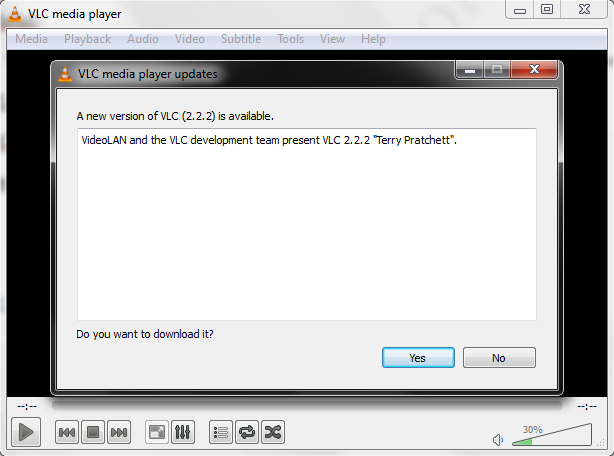 VLC media player
Media Playback Audio Video Subtitle Tools View Help
VLC media player updates
A new version of VLC (2.2.2) is available.
VideoLAN and the VLC development team present VLC 2.2.2 "Terry Pratchett".
Do you want to download it?
Yes No
--:-- --:--
30%